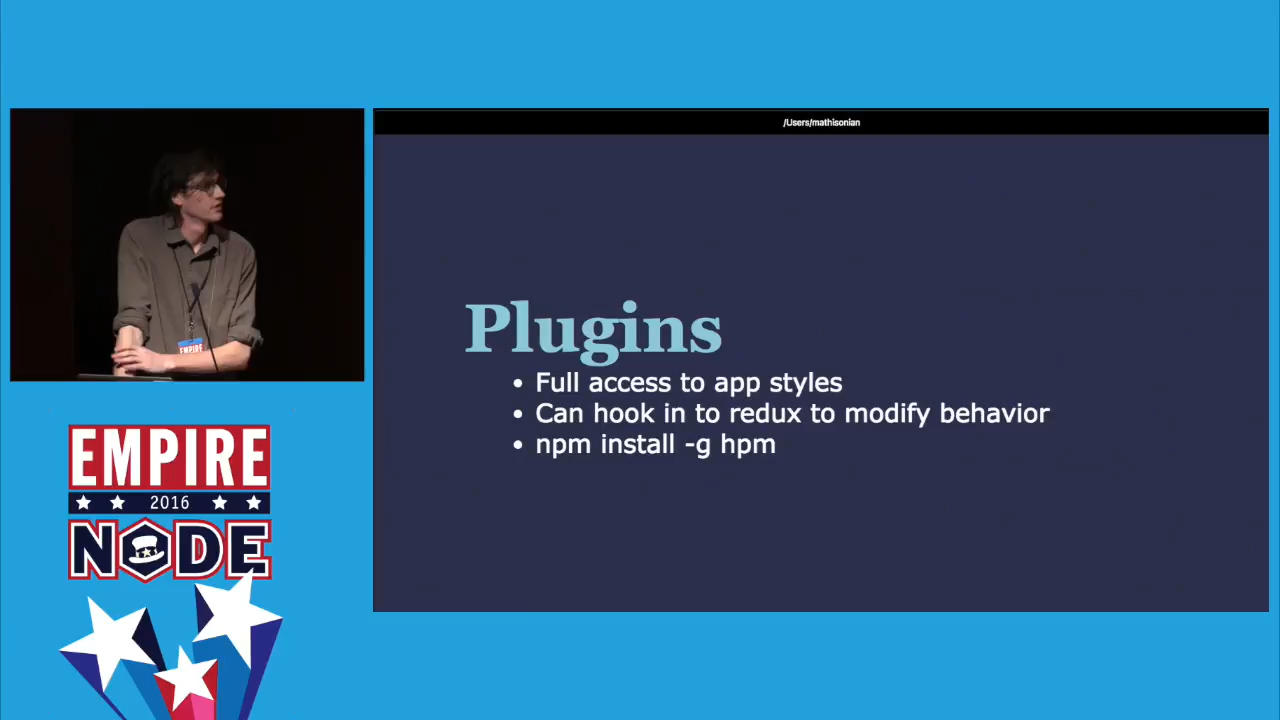 /Users/mathisonian
Plugins
• Full access to app styles
• Can hook in to redux to modify behavior
• npm install -g hpm
EMPIRE
EMPIRE
2016
NODE